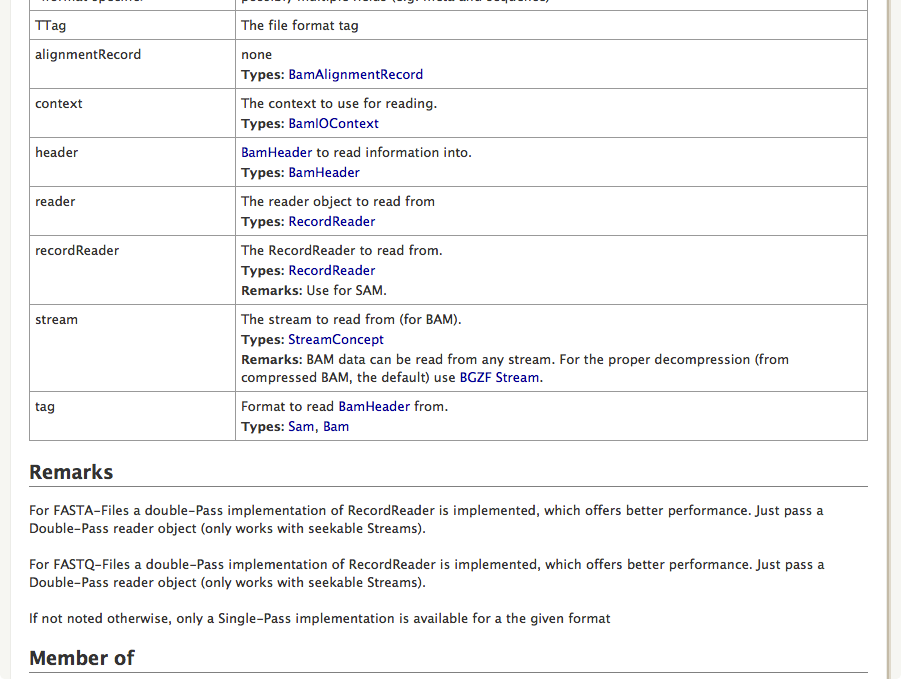 TTag The file format tag
alignmentRecord none
Types: BamAlignmentRecord
context The context to use for reading.
Types: BamIOContext
header BamHeader to read information into.
Types: BamHeader
reader The reader object to read from
Types: RecordReader
recordReader The RecordReader to read from.
Types: RecordReader
Remarks: Use for SAM.
stream The stream to read from (for BAM).
Types: StreamConcept
Remarks: BAM data can be read from any stream. For the proper decompression (from
compressed BAM, the default) use BGZF Stream.
tag Format to read BamHeader from.
Types: Sam, Bam
Remarks
For FASTA-Files a double-Pass implementation of RecordReader is implemented, which offers better performance. Just pass a
Double-Pass reader object (only works with seekable Streams).
For FASTQ-Files a double-Pass implementation of RecordReader is implemented, which offers better performance. Just pass a
Double-Pass reader object (only works with seekable Streams).
If not noted otherwise, only a Single-Pass implementation is available for a the given format
Member of